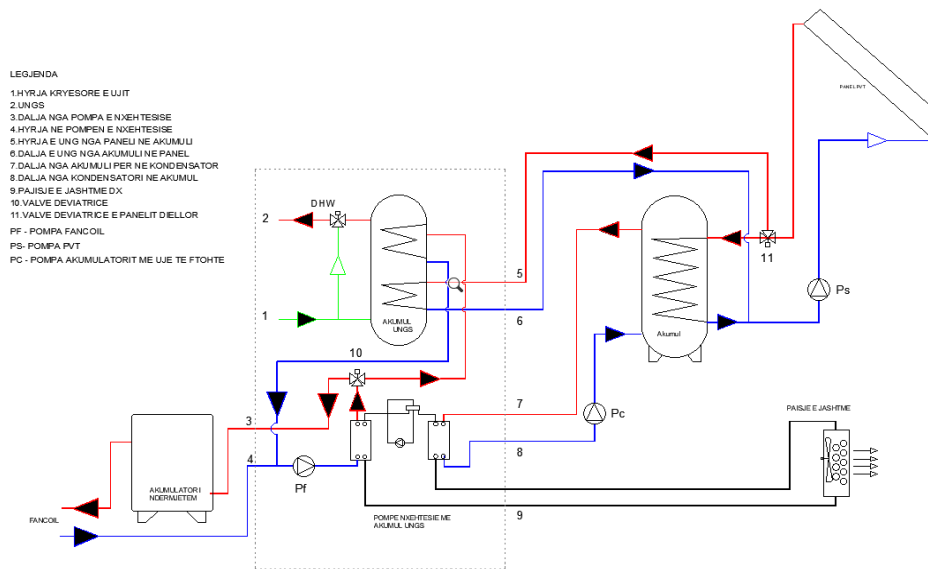 LEGJENDA
1.HYRJA KRYESORE E UJIT
2.UNGS
3.DALJA NGA POMPA E NXEHTESISE
4.HYRJA NE POMPEN E NXEHTESISE
5.HYRJA E UNG NGA PANELI NE AKUMULI
6.DALJA E UNG NGA AKUMULI NE PANEL
7.DALJA NGA AKUMULI PER NE KONDENSATOR
8.DALJA NGA KONDENSATORI NE AKUMUL
9.PAJISJE E JASHTME DX
10.VALVE DEVIATRICE
11.VALVE DEVIATRICE E PANELIT DIELLOR
PF - POMPA FANCOIL
PS- POMPA PVT
PC - POMPA AKUMULATORIT ME UJE TE FTOHTE
PANEL PVT
DHW
2
11
5
Ps
1
6
AKUMUL
UNGS
Akumul
10
7
Pc
PAISJE E JASHTME
3
8
4
Pf
AKUMULATOR I
NDERMJETEM
9
FANCOIL
POMPE NXEHTESIE ME
AKUMUL UNGS